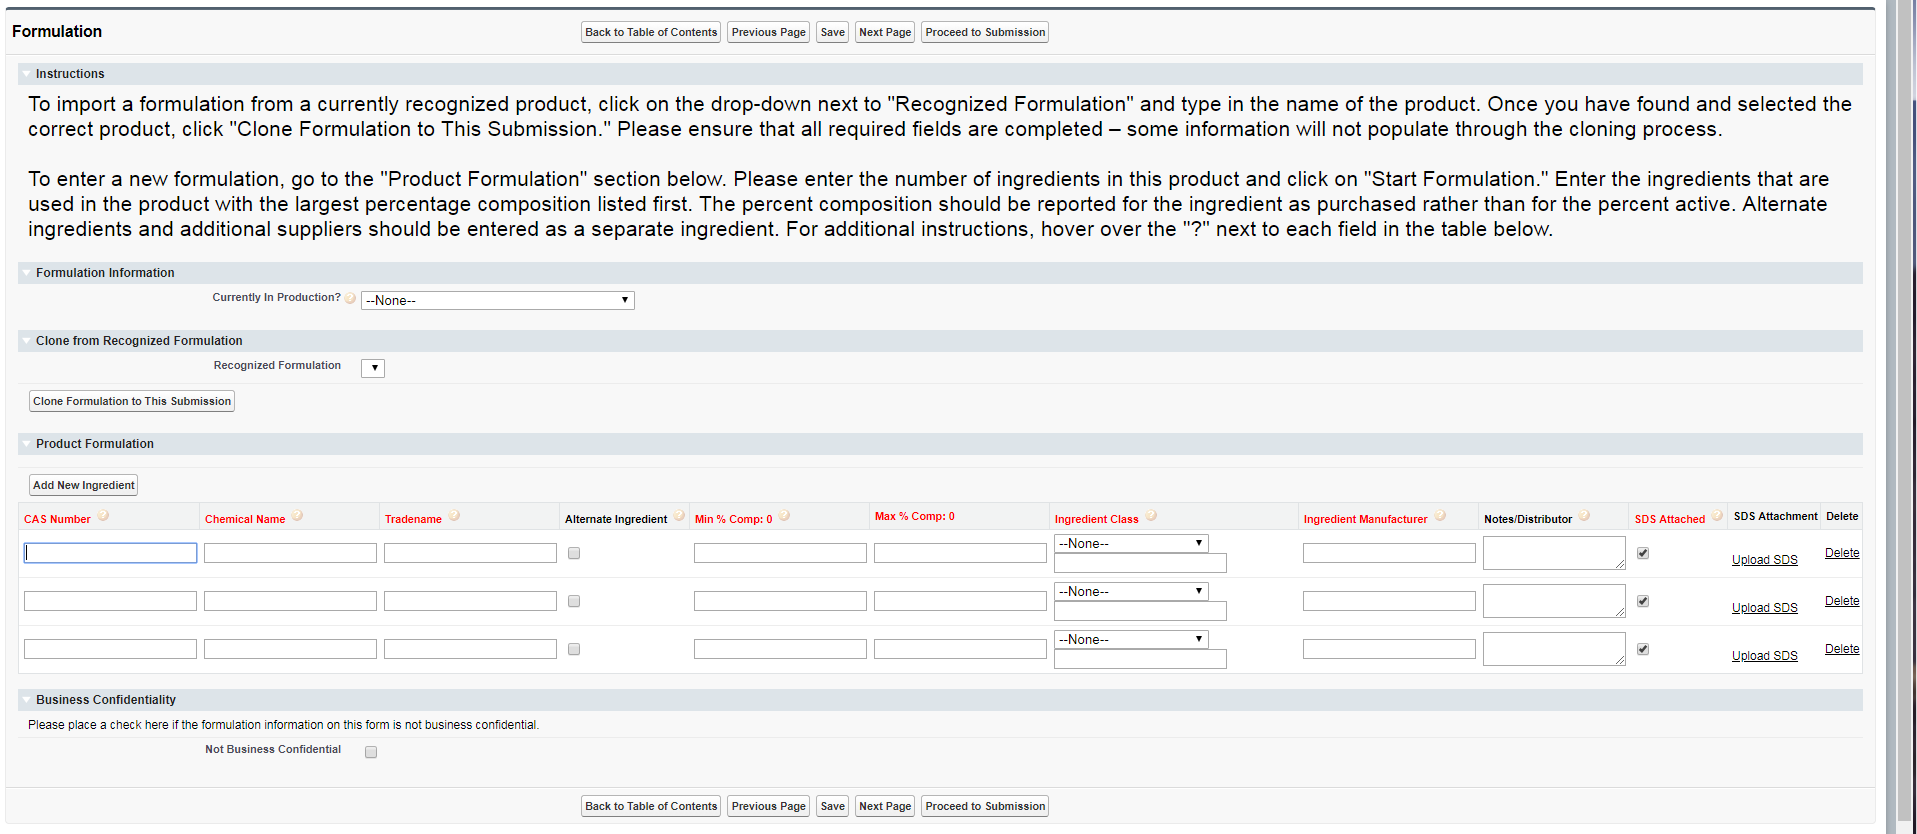 Formulation
Back to Table of Contents Previous Page Save Next Page Proceed to Submission
Instructions
To import a formulation from a currently recognized product, click on the drop-down next to "Recognized Formulation" and type in the name of the product. Once you have found and selected the
correct product, click "Clone Formulation to This Submission." Please ensure that all required fields are completed – some information will not populate through the cloning process.
To enter a new formulation, go to the "Product Formulation" section below. Please enter the number of ingredients in this product and click on "Start Formulation." Enter the ingredients that are
used in the product with the largest percentage composition listed first. The percent composition should be reported for the ingredient as purchased rather than for the percent active. Alternate
ingredients and additional suppliers should be entered as a separate ingredient. For additional instructions, hover over the "?" next to each field in the table below.
Formulation Information
Currently In Production? ? --None--
Clone from Recognized Formulation
Recognized Formulation
Clone Formulation to This Submission
Product Formulation
Add New Ingredient
CAS Number ? Chemical Name ? Tradename ? Alternate Ingredient ? Min % Comp: 0 ? Max % Comp: 0 Ingredient Class ? Ingredient Manufacturer ? Notes/Distributor ? SDS Attached ? SDS Attachment Delete
--None-- Upload SDS Delete
--None-- Upload SDS Delete
--None-- Upload SDS Delete
Business Confidentiality
Please place a check here if the formulation information on this form is not business confidential.
Not Business Confidential
Back to Table of Contents Previous Page Save Next Page Proceed to Submission